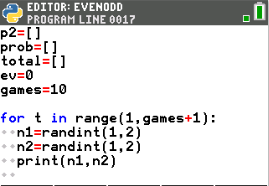 EDITOR: EVENODD
PROGRAM LINE 0017
p2=[]
prob=[]
total=[]
ev=0
games=10
for t in range(1,games+1):
n1=randint(1,2)
n2=randint(1,2)
print(n1,n2)